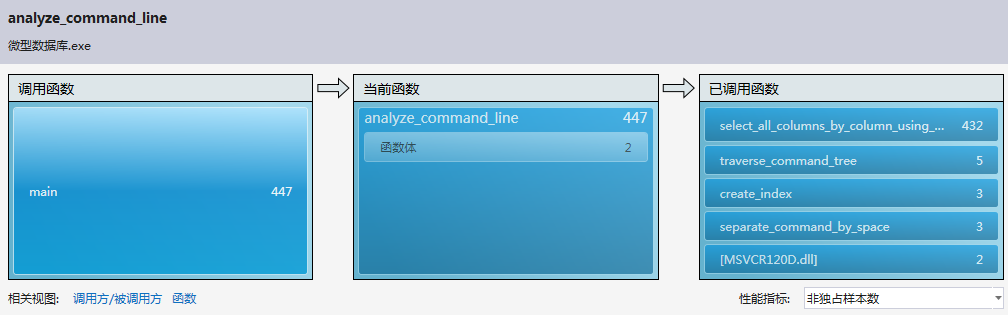 analyze_command_line
微型数据库.exe
调用函数
main 447
当前函数
analyze_command_line 447
函数体 2
已调用函数
select_all_columns_by_column_using_... 432
traverse_command_tree 5
create_index 3
separate_command_by_space 3
[MSVCR120D.dll] 2
相关视图: 调用方/被调用方 函数
性能指标: 非独占样本数